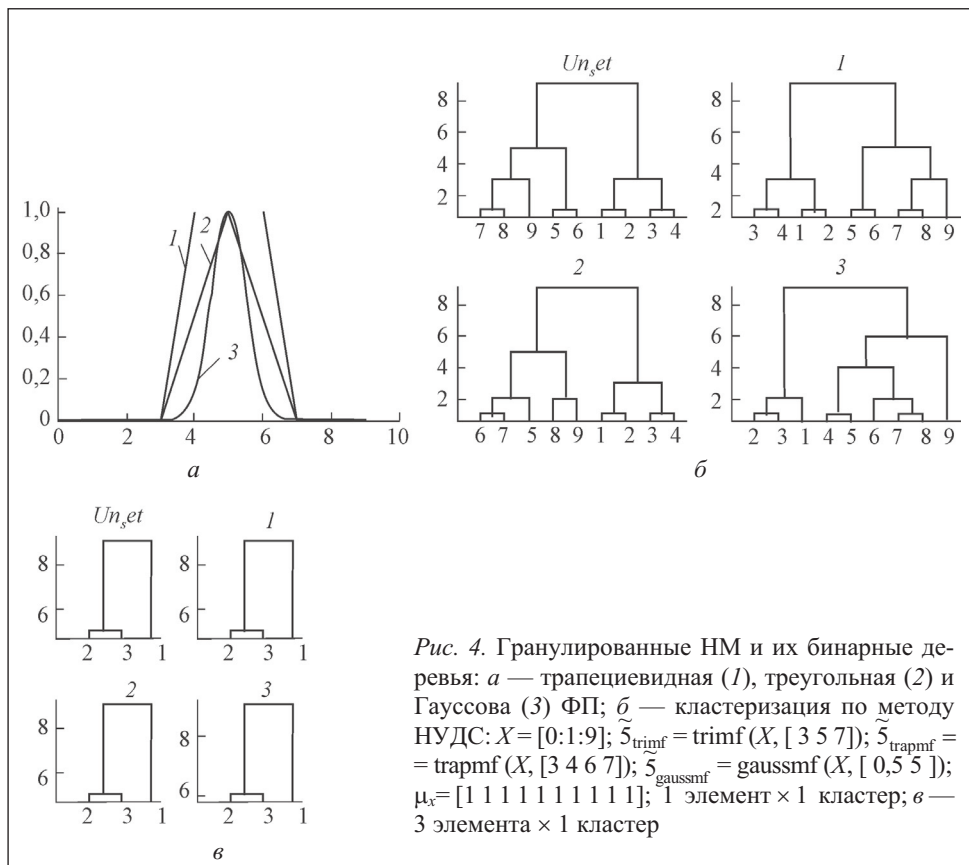 Un_set
1
8
6
4
2
7 8 9 5 6 1 2 3 4
8
6
4
2
3 4 1 2 5 6 7 8 9
1,0
0,8
0,6
0,4
0,2
0
1
2
3
0 2 4 6 8 10
а
2
3
8
6
4
2
6 7 5 8 9 1 2 3 4
8
6
4
2
2 3 1 4 5 6 7 8 9
б
Un_set
1
8
6
2 3 1
8
6
2 3 1
2
3
8
6
2 3 1
8
6
2 3 1
в
Рис. 4. Гранулированные НМ и их бинарные де-
ревья: а — трапециевидная (1), треугольная (2) и
Гауссова (3) ФП; б — кластеризация по методу
НУДС: X = [0:1:9]; 5̃_trimf = trimf (X, [ 3 5 7]); 5̃_trapmf =
= trapmf (X, [3 4 6 7]); 5̃_gaussmf = gaussmf (X, [ 0,5 5 ]);
μ_x= [1 1 1 1 1 1 1 1 1 1]; 1 элемент × 1 кластер; в —
3 элемента × 1 кластер